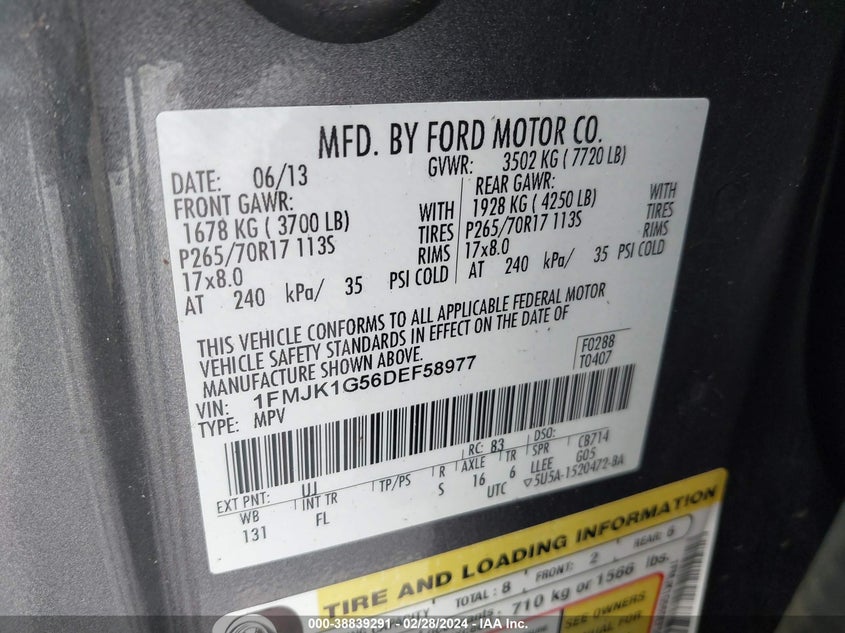 MFD. BY FORD MOTOR CO.
DATE: 06/13 GVWR: 3502 KG ( 7720 LB)
FRONT GAWR: REAR GAWR:
1678 KG ( 3700 LB) WITH 1928 KG ( 4250 LB) WITH
P265/70R17 113S TIRES P265/70R17 113S TIRES
17x8.0 RIMS 17x8.0 RIMS
AT 240 kPa/ 35 PSI COLD AT 240 kPa/ 35 PSI COLD
THIS VEHICLE CONFORMS TO ALL APPLICABLE FEDERAL MOTOR
VEHICLE SAFETY STANDARDS IN EFFECT ON THE DATE OF
MANUFACTURE SHOWN ABOVE.
F0288
T0407
VIN: 1FMJK1G56DEF58977
TYPE: MPV
EXT PNT: UJ RC: 83 DSO:
WB INT TR TP/PS R AXLE TR SPR CB714
131 FL S 16 6 LLEE G05
UTC ▽5U5A-1520472-BA
TIRE AND LOADING INFORMATION
TOTAL : 8 FRONT: 2 REAR: 6
710 kg or 1566 lbs.
SEE OWNERS
MANUAL FOR
000-38839291 - 02/28/2024 - IAAI.COM